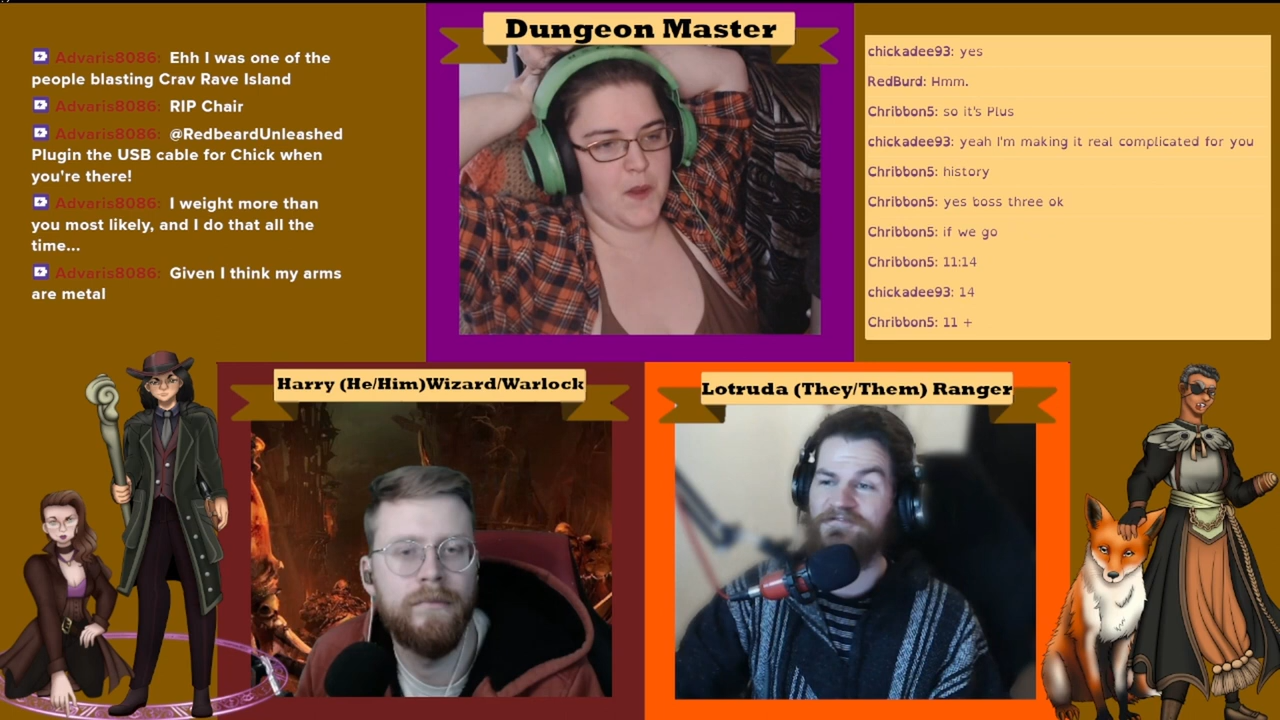 Advaris8086: Ehh I was one of the
people blasting Crav Rave Island
Advaris8086: RIP Chair
Advaris8086: @RedbeardUnleashed
Plugin the USB cable for Chick when
you're there!
Advaris8086: I weight more than
you most likely, and I do that all the
time...
Advaris8086: Given I think my arms
are metal
Dungeon Master
chickadee93: yes
RedBurd: Hmm.
Chribbon5: so it's Plus
chickadee93: yeah I'm making it real complicated for you
Chribbon5: history
Chribbon5: yes boss three ok
Chribbon5: if we go
Chribbon5: 11:14
chickadee93: 14
Chribbon5: 11 +
Harry (He/Him)Wizard/Warlock
Lotruda (They/Them) Ranger